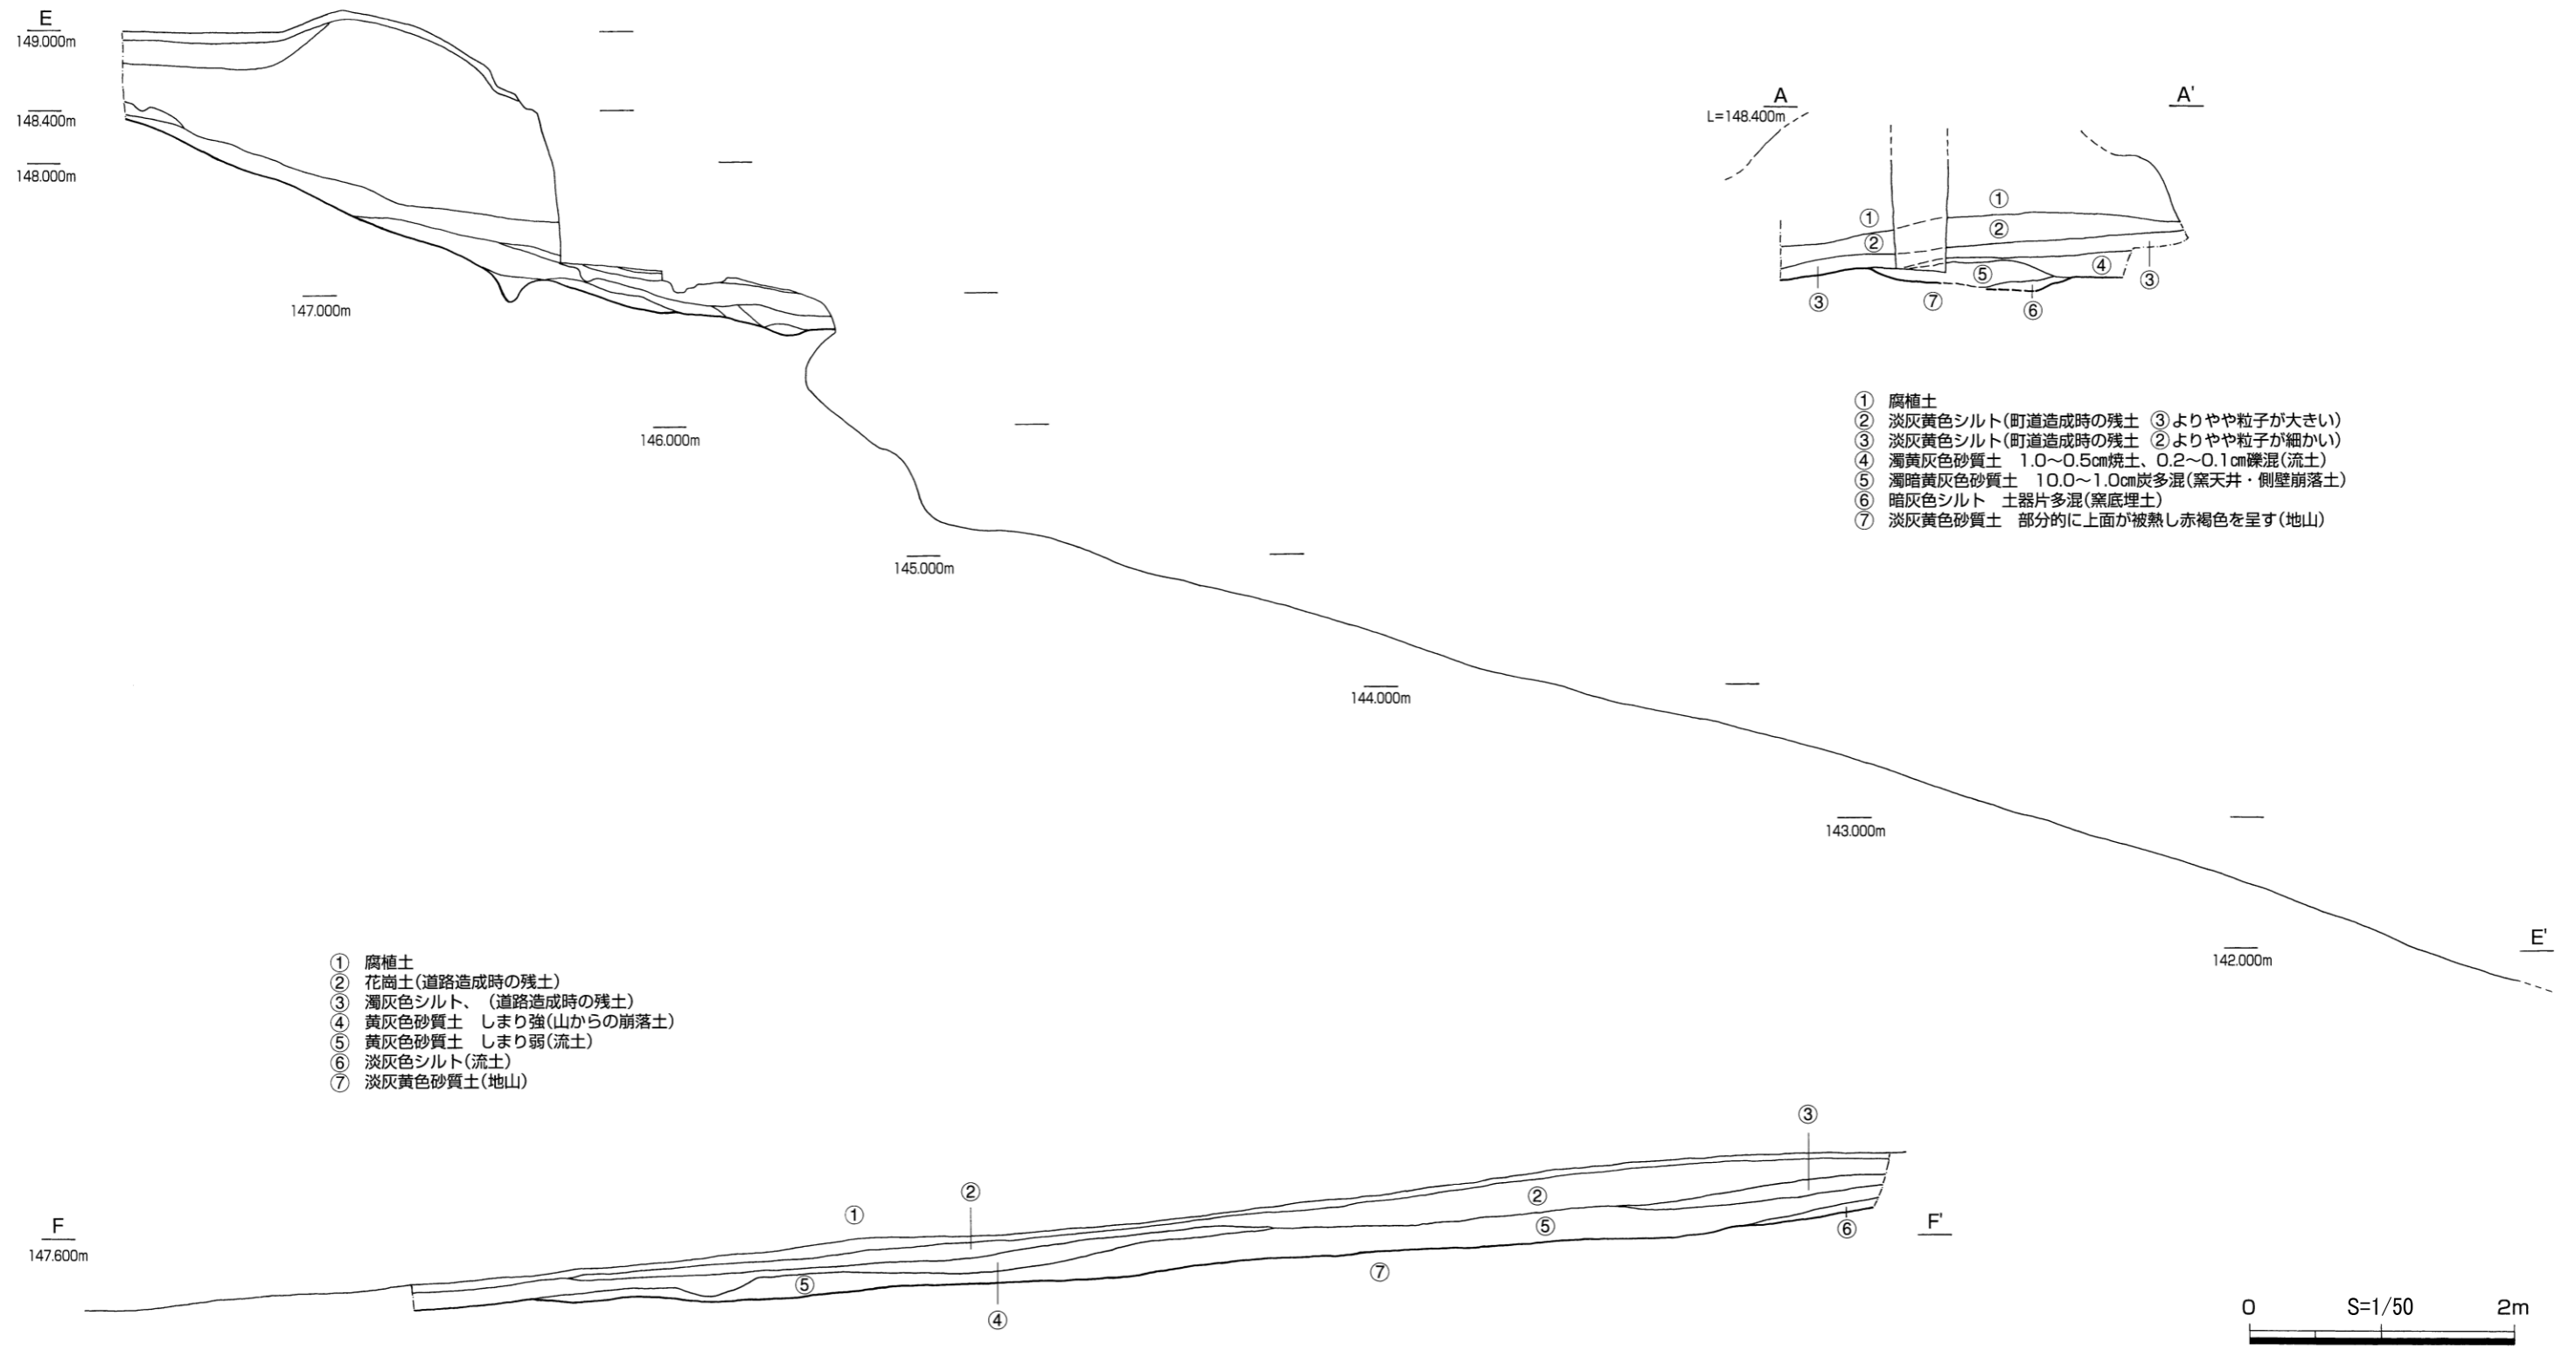 E
149.000m
148.400m
148.000m
147.000m
146.000m
145.000m
144.000m
143.000m
142.000m
E'
A
A'
L=148.400m
①
①
②
②
③
⑦
⑤
④
⑥
③
① 腐植土
② 淡灰黄色シルト(町道造成時の残土 ③よりやや粒子が大きい)
③ 淡灰黄色シルト(町道造成時の残土 ②よりやや粒子が細かい)
④ 濁黄灰色砂質土 1.0~0.5㎝焼土、0.2~0.1㎝礫混(流土)
⑤ 濁暗黄灰色砂質土 10.0~1.0㎝炭多混(窯天井・側壁崩落土)
⑥ 暗灰色シルト 土器片多混(窯底埋土)
⑦ 淡灰黄色砂質土 部分的に上面が被熱し赤褐色を呈す(地山)
① 腐植土
② 花崗土(道路造成時の残土)
③ 濁灰色シルト、(道路造成時の残土)
④ 黄灰色砂質土 しまり強(山からの崩落土)
⑤ 黄灰色砂質土 しまり弱(流土)
⑥ 淡灰色シルト(流土)
⑦ 淡灰黄色砂質土(地山)
F
147.600m
①
②
③
②
⑤
⑥
⑤
④
⑦
F'
0 S=1/50 2m